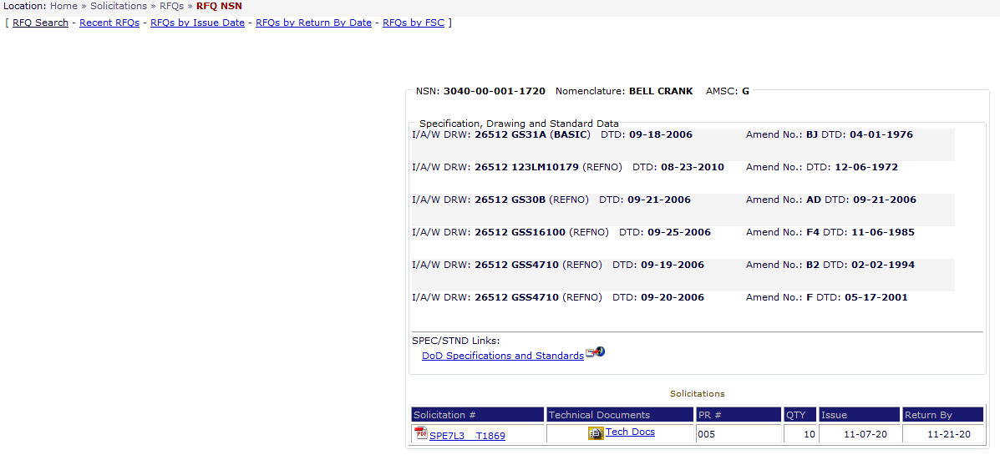 Location: Home » Solicitations » RFQs » RFQ NSN
[ RFQ Search - Recent RFQs - RFQs by Issue Date - RFQs by Return By Date - RFQs by FSC ]
NSN: 3040-00-001-1720 Nomenclature: BELL CRANK AMSC: G
Specification, Drawing and Standard Data
I/A/W DRW: 26512 GS31A (BASIC) DTD: 09-18-2006 Amend No.: BJ DTD: 04-01-1976
I/A/W DRW: 26512 123LM10179 (REFNO) DTD: 08-23-2010 Amend No.: DTD: 12-06-1972
I/A/W DRW: 26512 GS30B (REFNO) DTD: 09-21-2006 Amend No.: AD DTD: 09-21-2006
I/A/W DRW: 26512 GSS16100 (REFNO) DTD: 09-25-2006 Amend No.: F4 DTD: 11-06-1985
I/A/W DRW: 26512 GSS4710 (REFNO) DTD: 09-19-2006 Amend No.: B2 DTD: 02-02-1994
I/A/W DRW: 26512 GSS4710 (REFNO) DTD: 09-20-2006 Amend No.: F DTD: 05-17-2001
SPEC/STND Links:
DoD Specifications and Standards
Solicitations
Solicitation # Technical Documents PR # QTY Issue Return By
PDF SPE7L3 T1869 Tech Docs 005 10 11-07-20 11-21-20